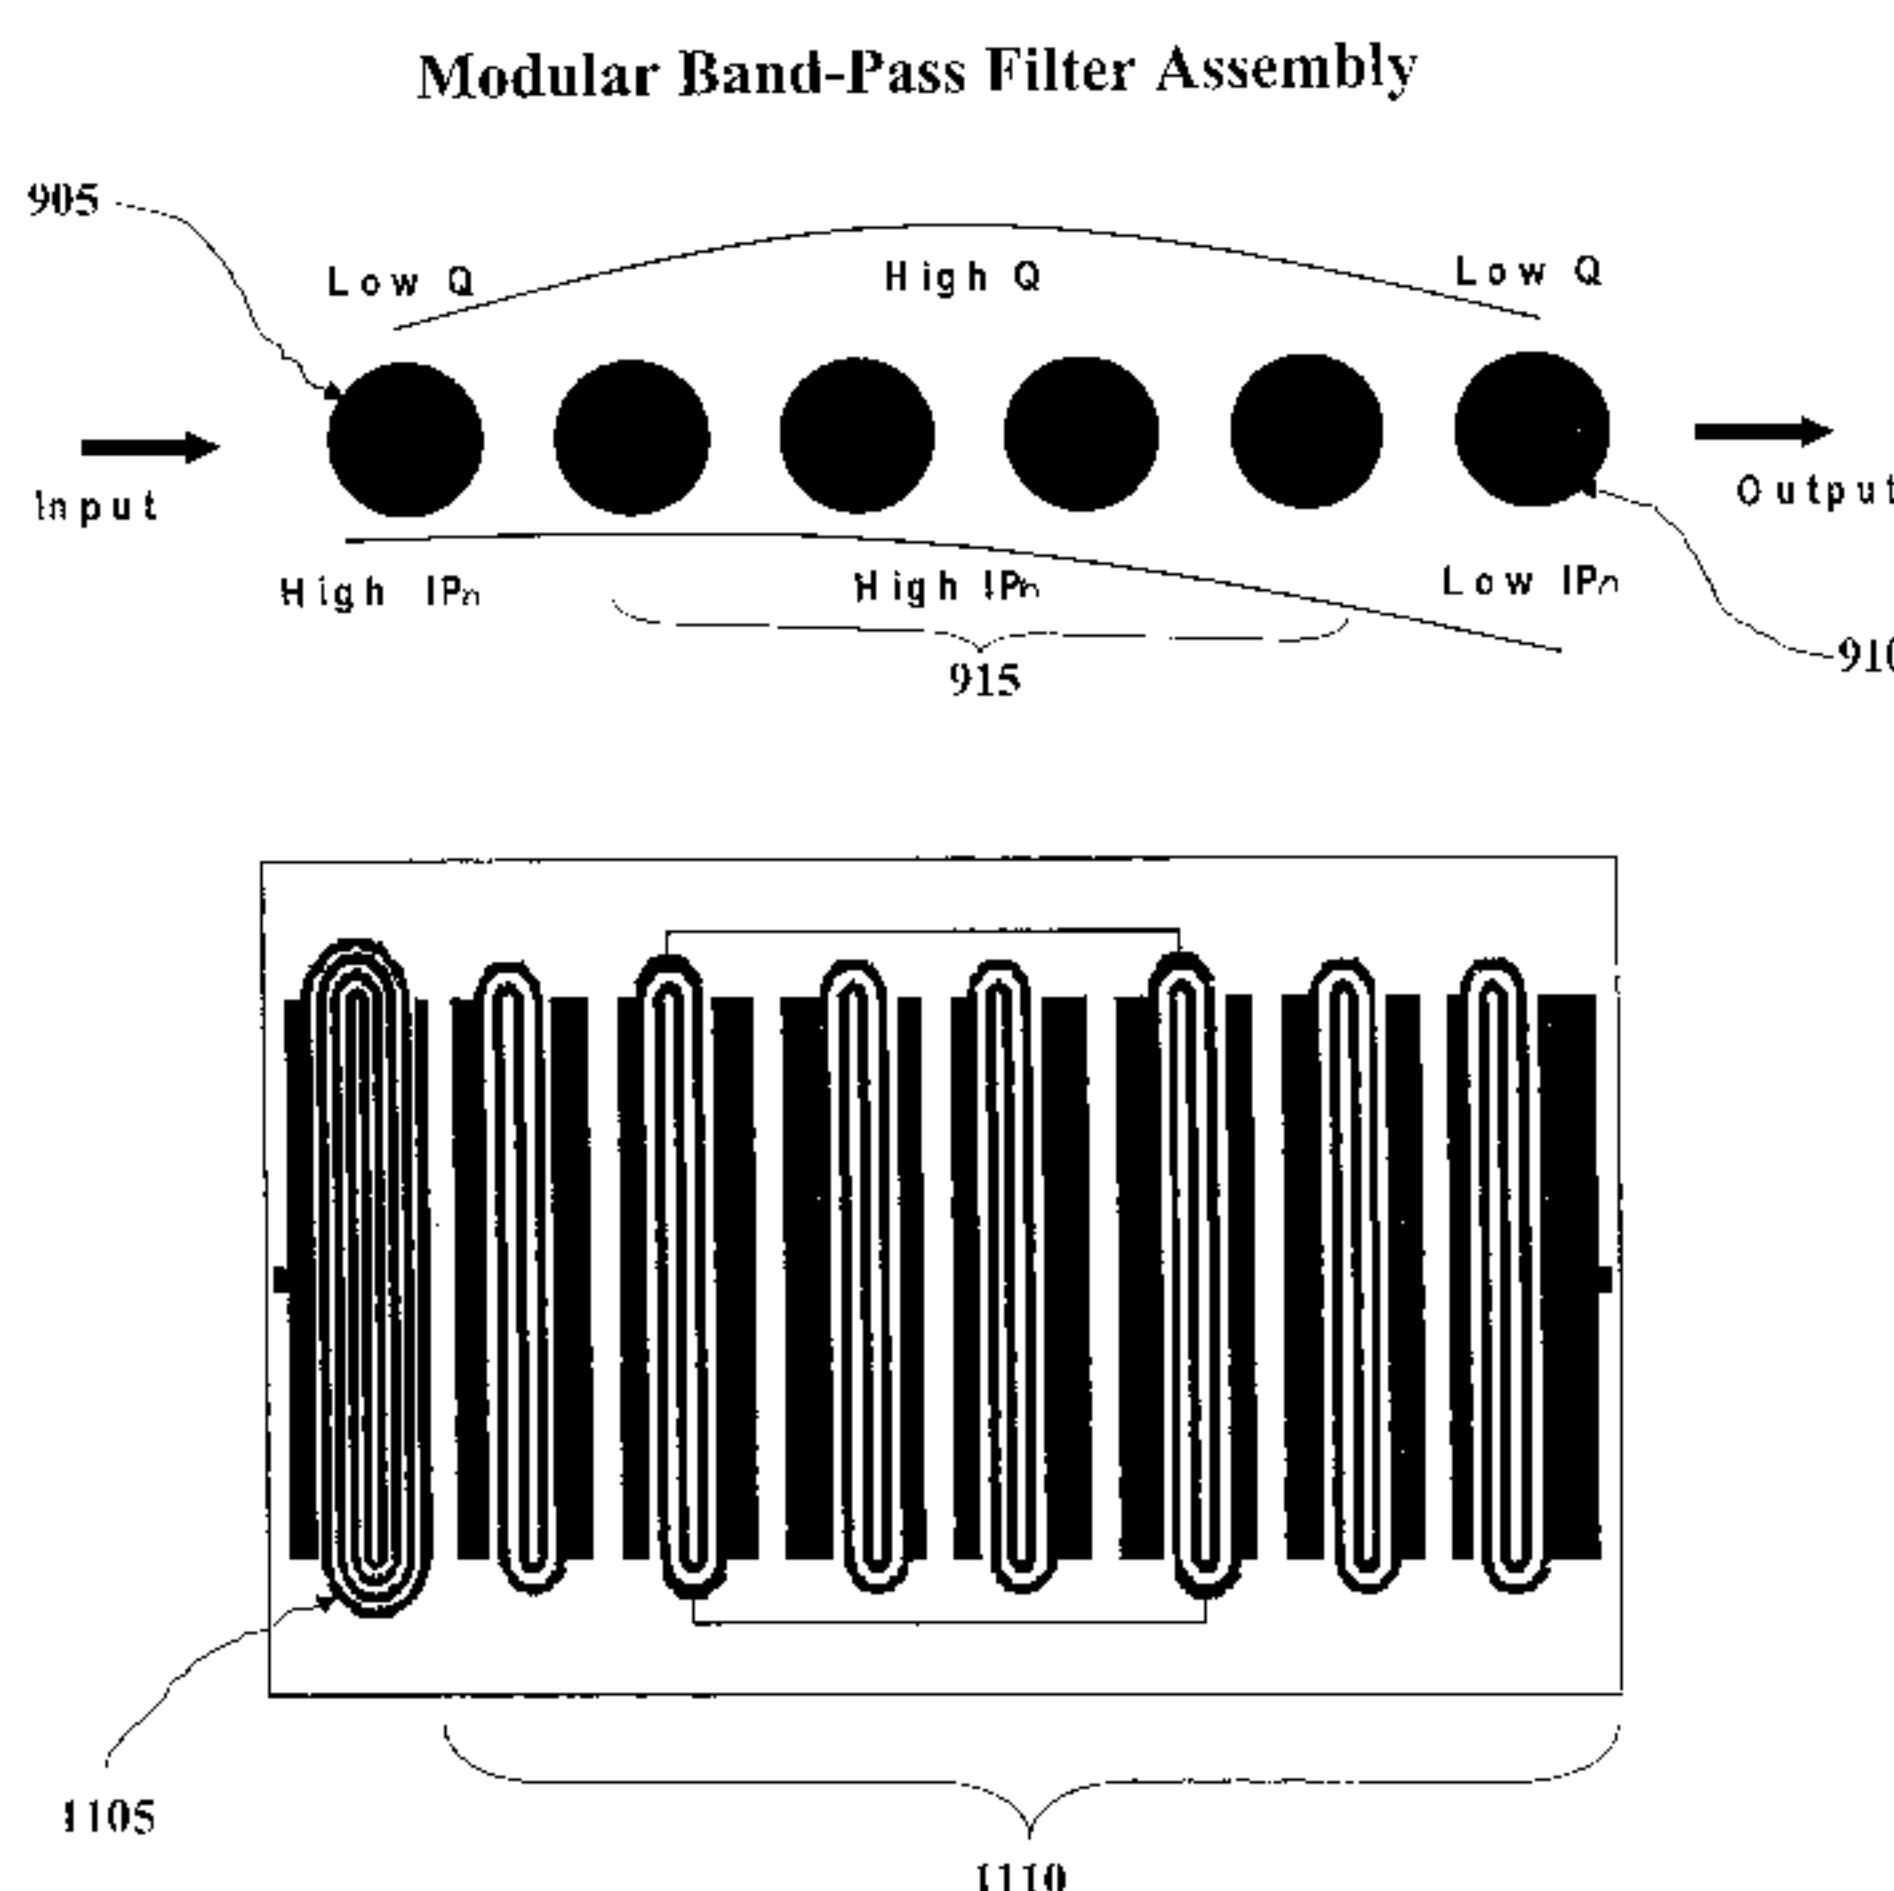 Modular Band-Pass Filter Assembly
905
Low Q High Q Low Q
Input Output
High IPn High IPn Low IPn
915
910
1105
1110